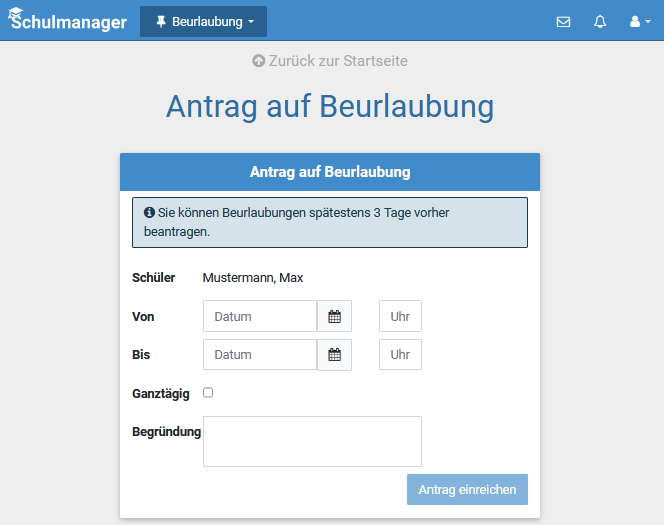 Schulmanager Beurlaubung
Zurück zur Startseite
Antrag auf Beurlaubung
Antrag auf Beurlaubung
Sie können Beurlaubungen spätestens 3 Tage vorher
beantragen.
Schüler Mustermann, Max
Von Datum Uhr
Bis Datum Uhr
Ganztägig
Begründung
Antrag einreichen